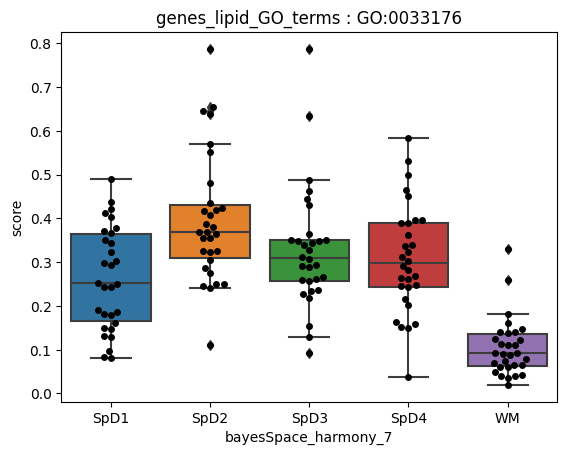 genes_lipid_GO_terms : GO:0033176
score
0.8
0.7
0.6
0.5
0.4
0.3
0.2
0.1
0.0
SpD1 SpD2 SpD3 SpD4 WM
bayesSpace_harmony_7